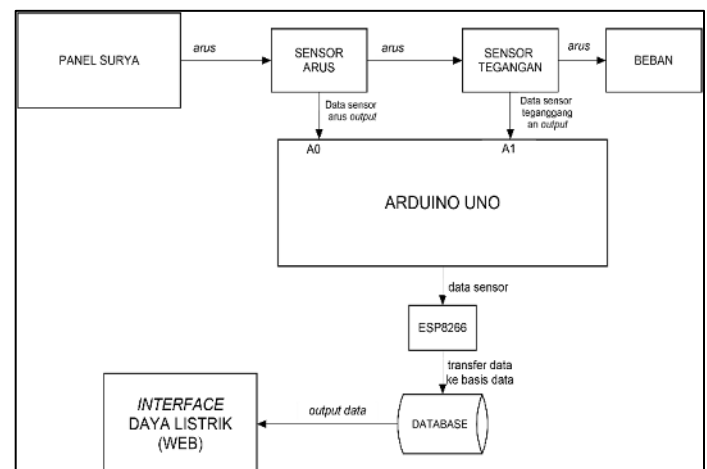 PANEL SURYA
arus
SENSOR
ARUS
arus
SENSOR
TEGANGAN
arus
BEBAN
Data sensor
arus output
Data sensor
teganggang
an output
A0
A1
ARDUINO UNO
data sensor
ESP8266
transfer data
ke basis data
INTERFACE
DAYA LISTRIK
(WEB)
output data
DATABASE